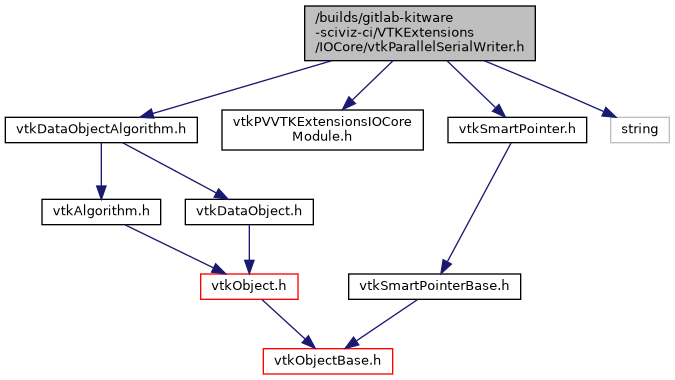 /builds/gitlab-kitware
-sciviz-ci/VTKExtensions
/IOCore/vtkParallelSerialWriter.h
vtkDataObjectAlgorithm.h
vtkPVVTKExtensionsIOCore
Module.h
vtkSmartPointer.h
string
vtkAlgorithm.h
vtkDataObject.h
vtkObject.h
vtkSmartPointerBase.h
vtkObjectBase.h